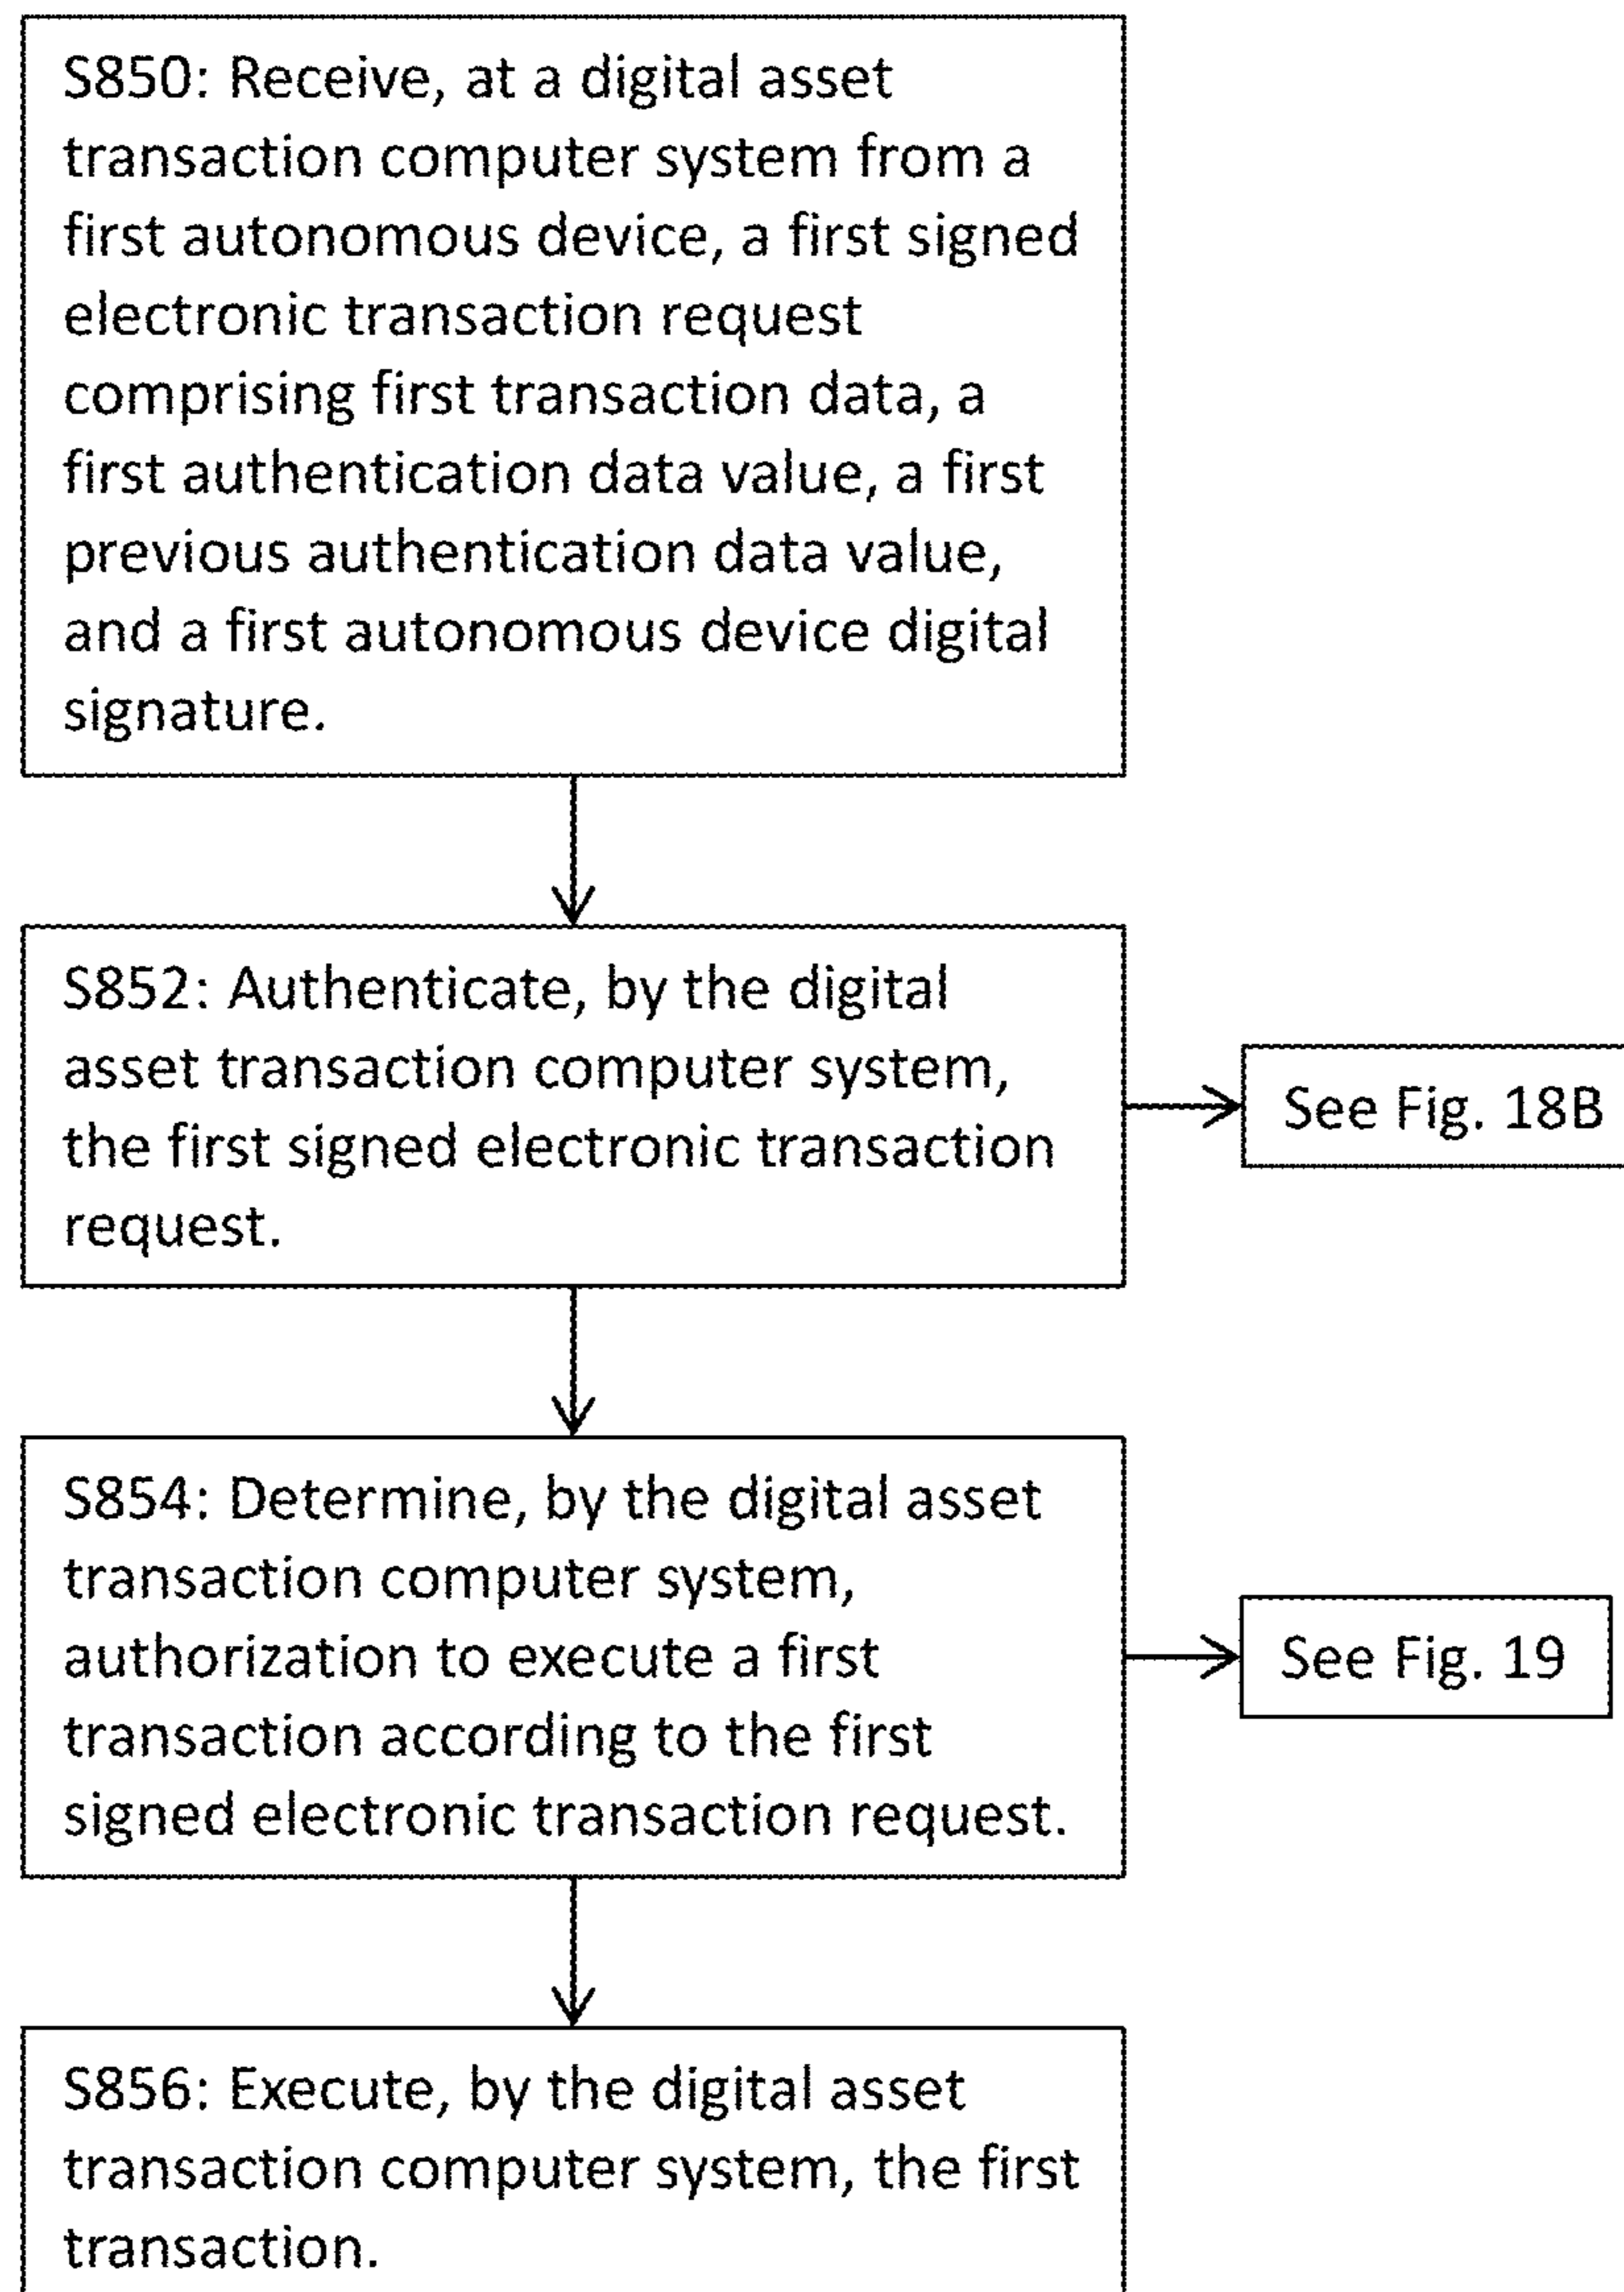 S850: Receive, at a digital asset
transaction computer system from a
first autonomous device, a first signed
electronic transaction request
comprising first transaction data, a
first authentication data value, a first
previous authentication data value,
and a first autonomous device digital
signature.
S852: Authenticate, by the digital
asset transaction computer system,
the first signed electronic transaction
request.
See Fig. 18B
S854: Determine, by the digital asset
transaction computer system,
authorization to execute a first
transaction according to the first
signed electronic transaction request.
See Fig. 19
S856: Execute, by the digital asset
transaction computer system, the first
transaction.